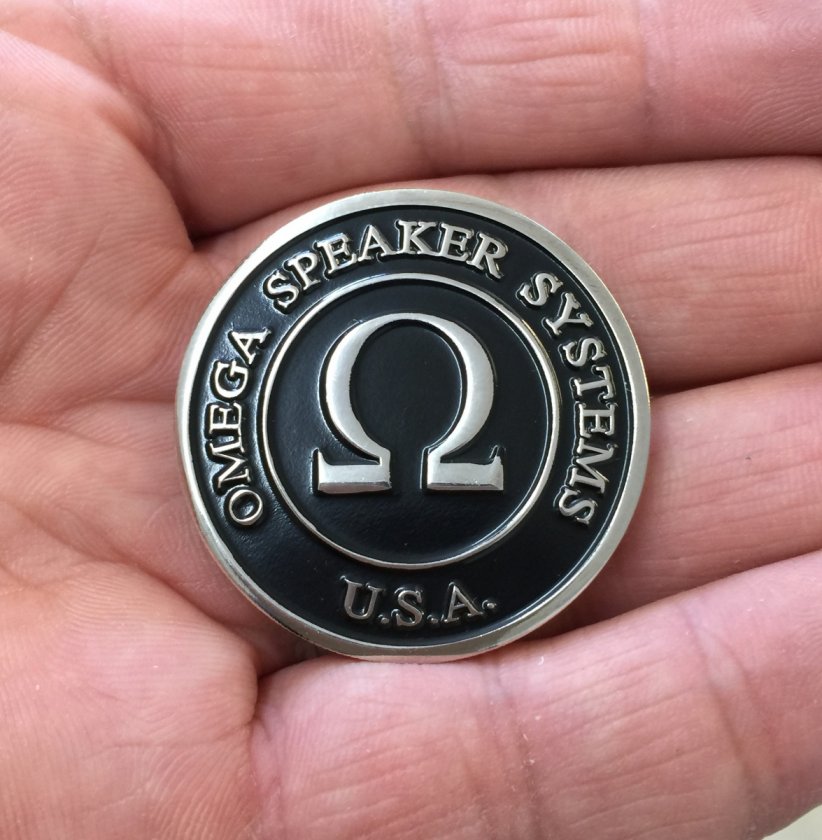 OMEGA SPEAKER SYSTEMS
Ω
U.S.A.